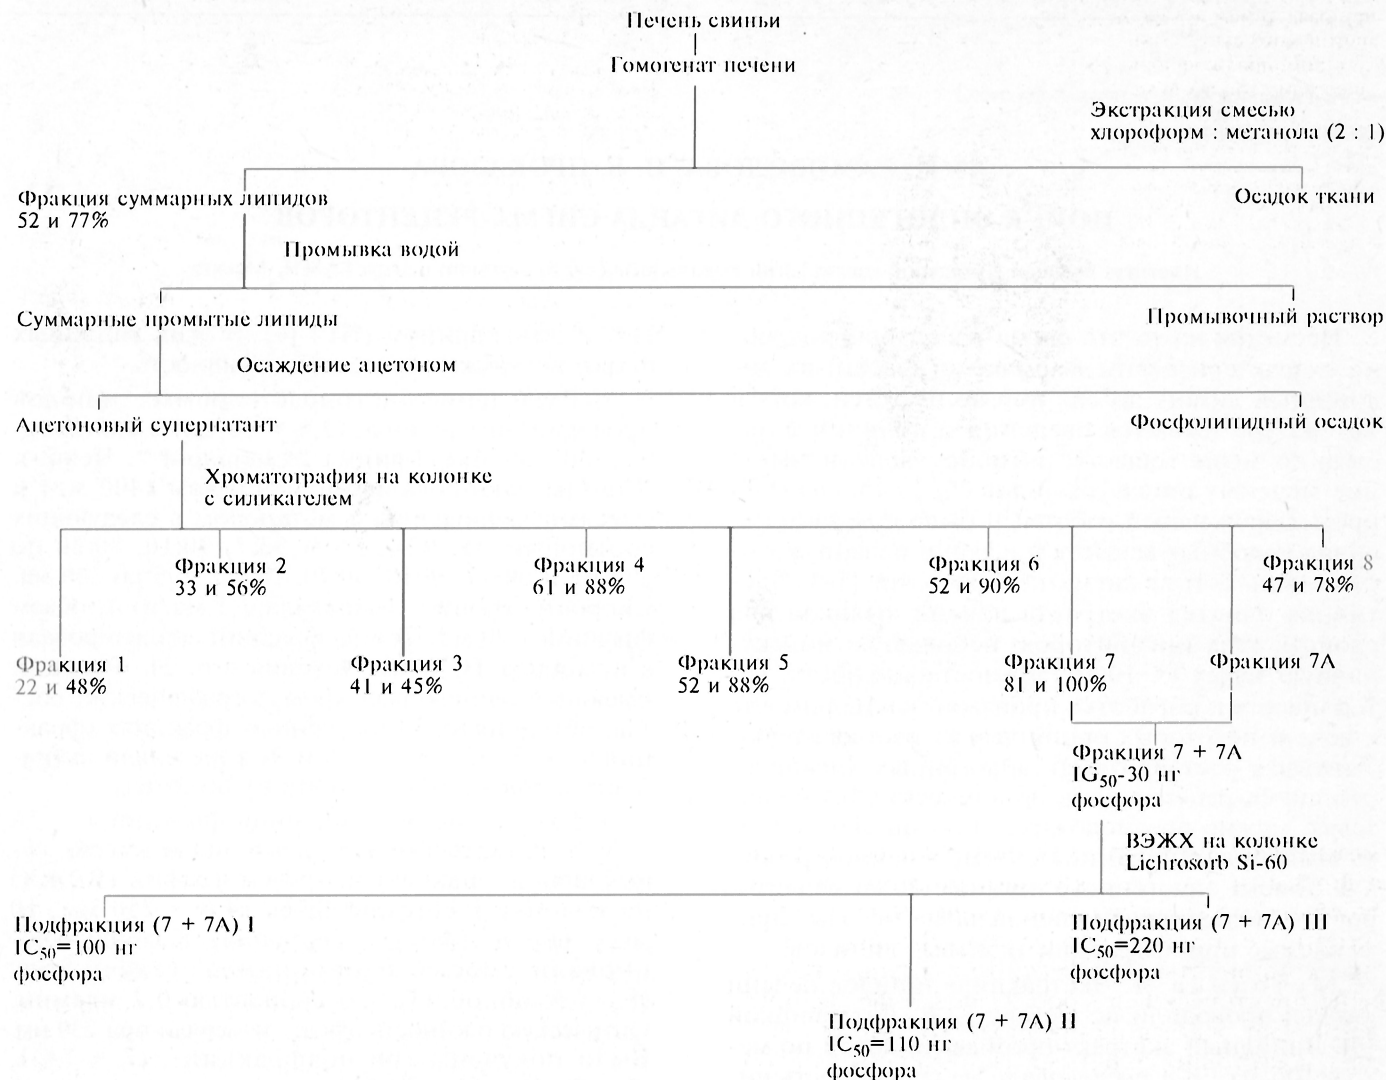 Печень свиньи
Гомогенат печени
Экстракция смесью
хлороформ : метанола (2 : 1)
Фракция суммарных липидов
52 и 77%
Осадок ткани
Промывка водой
Суммарные промытые липиды
Промывочный раствор
Осаждение ацетоном
Ацетоновый супернатант
Фосфолипидный осадок
Хроматография на колонке
с силикагелем
Фракция 2
33 и 56%
Фракция 4
61 и 88%
Фракция 6
52 и 90%
Фракция 8
47 и 78%
Фракция 1
22 и 48%
Фракция 3
41 и 45%
Фракция 5
52 и 88%
Фракция 7
81 и 100%
Фракция 7А
Фракция 7 + 7А
IG50-30 нг
фосфора
ВЭЖХ на колонке
Lichrosorb Si-60
Подфракция (7 + 7А) I
IC50=100 нг
фосфора
Подфракция (7 + 7А) III
IC50=220 нг
фосфора
Подфракция (7 + 7А) II
IC50=110 нг
фосфора